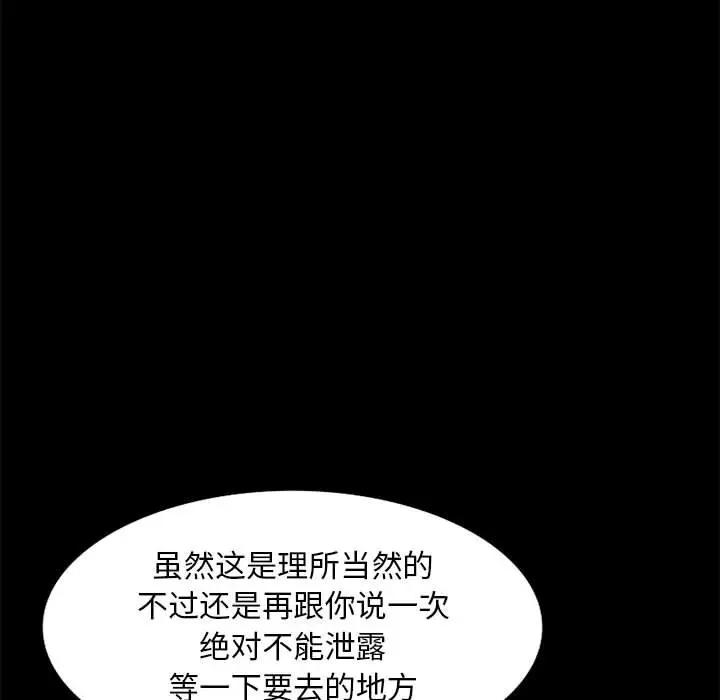 虽然这是理所当然的
不过还是再跟你说一次
绝对不能泄露
等一下要去的地方